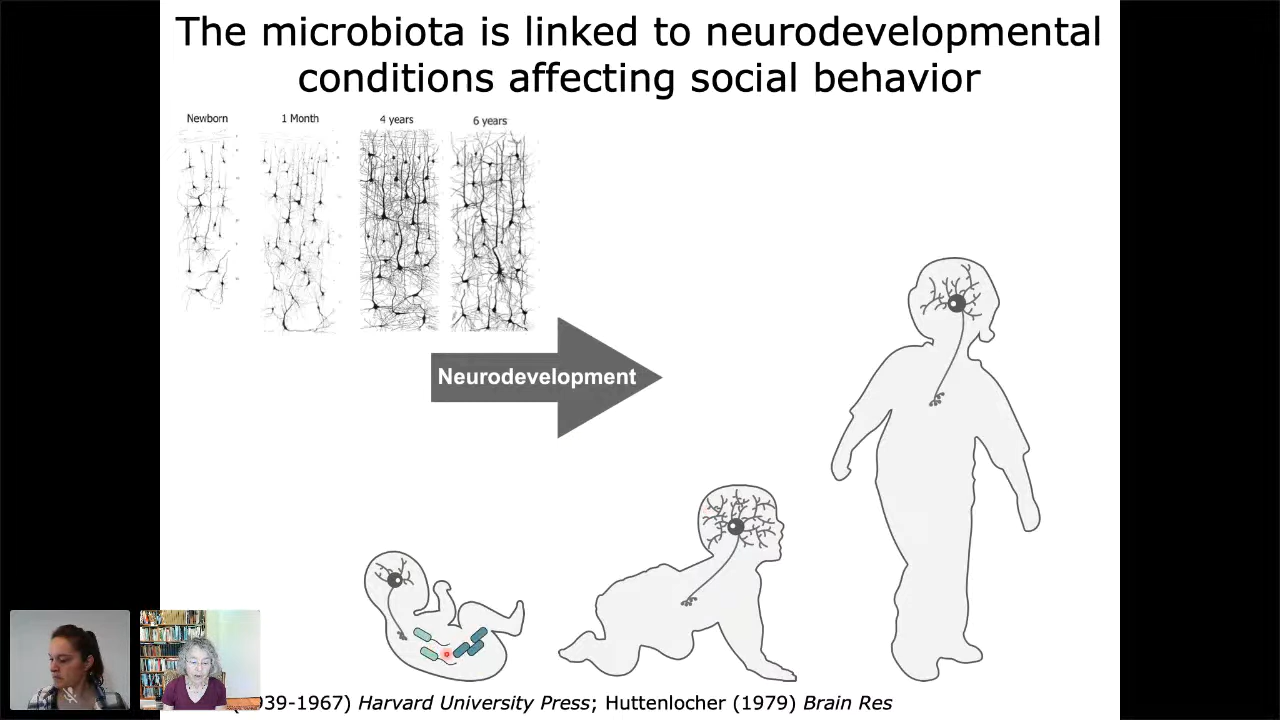 The microbiota is linked to neurodevelopmental
conditions affecting social behavior
Newborn 1 Month 4 years 6 years
Neurodevelopment
39-1967) Harvard University Press; Huttenlocher (1979) Brain Res